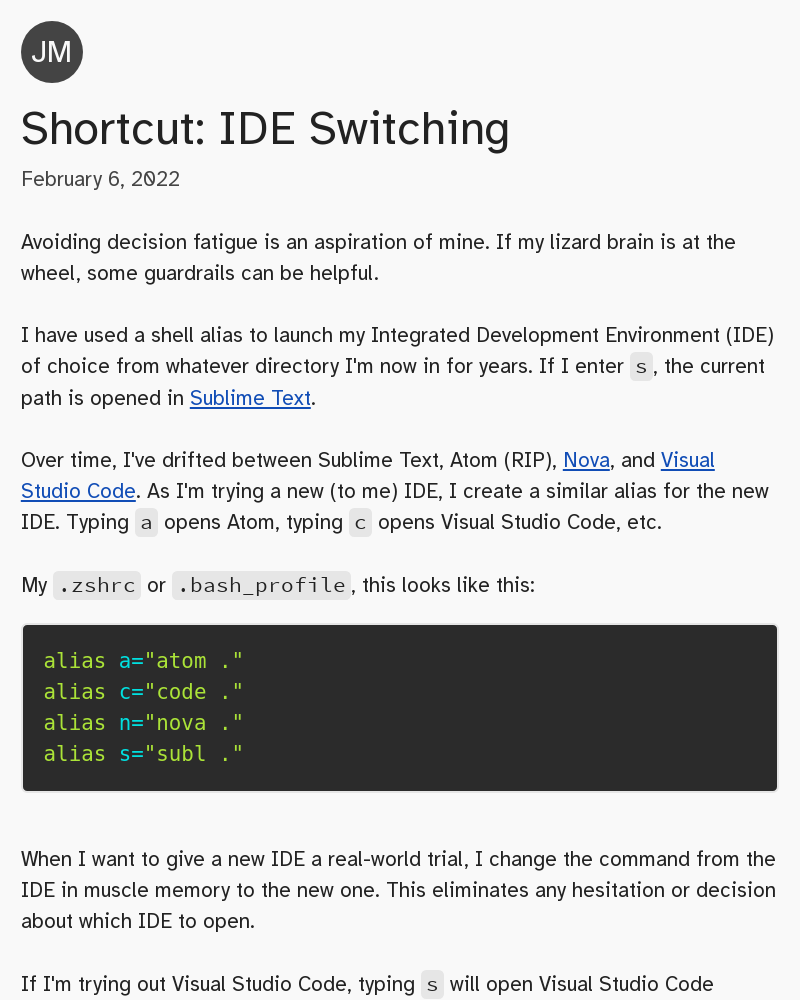 JM
Shortcut: IDE Switching
February 6, 2022
Avoiding decision fatigue is an aspiration of mine. If my lizard brain is at the
wheel, some guardrails can be helpful.
I have used a shell alias to launch my Integrated Development Environment (IDE)
of choice from whatever directory I'm now in for years. If I enter s, the current
path is opened in Sublime Text.
Over time, I've drifted between Sublime Text, Atom (RIP), Nova, and Visual
Studio Code. As I'm trying a new (to me) IDE, I create a similar alias for the new
IDE. Typing a opens Atom, typing c opens Visual Studio Code, etc.
My .zshrc or .bash_profile, this looks like this:
alias a="atom ."
alias c="code ."
alias n="nova ."
alias s="subl ."
When I want to give a new IDE a real-world trial, I change the command from the
IDE in muscle memory to the new one. This eliminates any hesitation or decision
about which IDE to open.
If I'm trying out Visual Studio Code, typing s will open Visual Studio Code